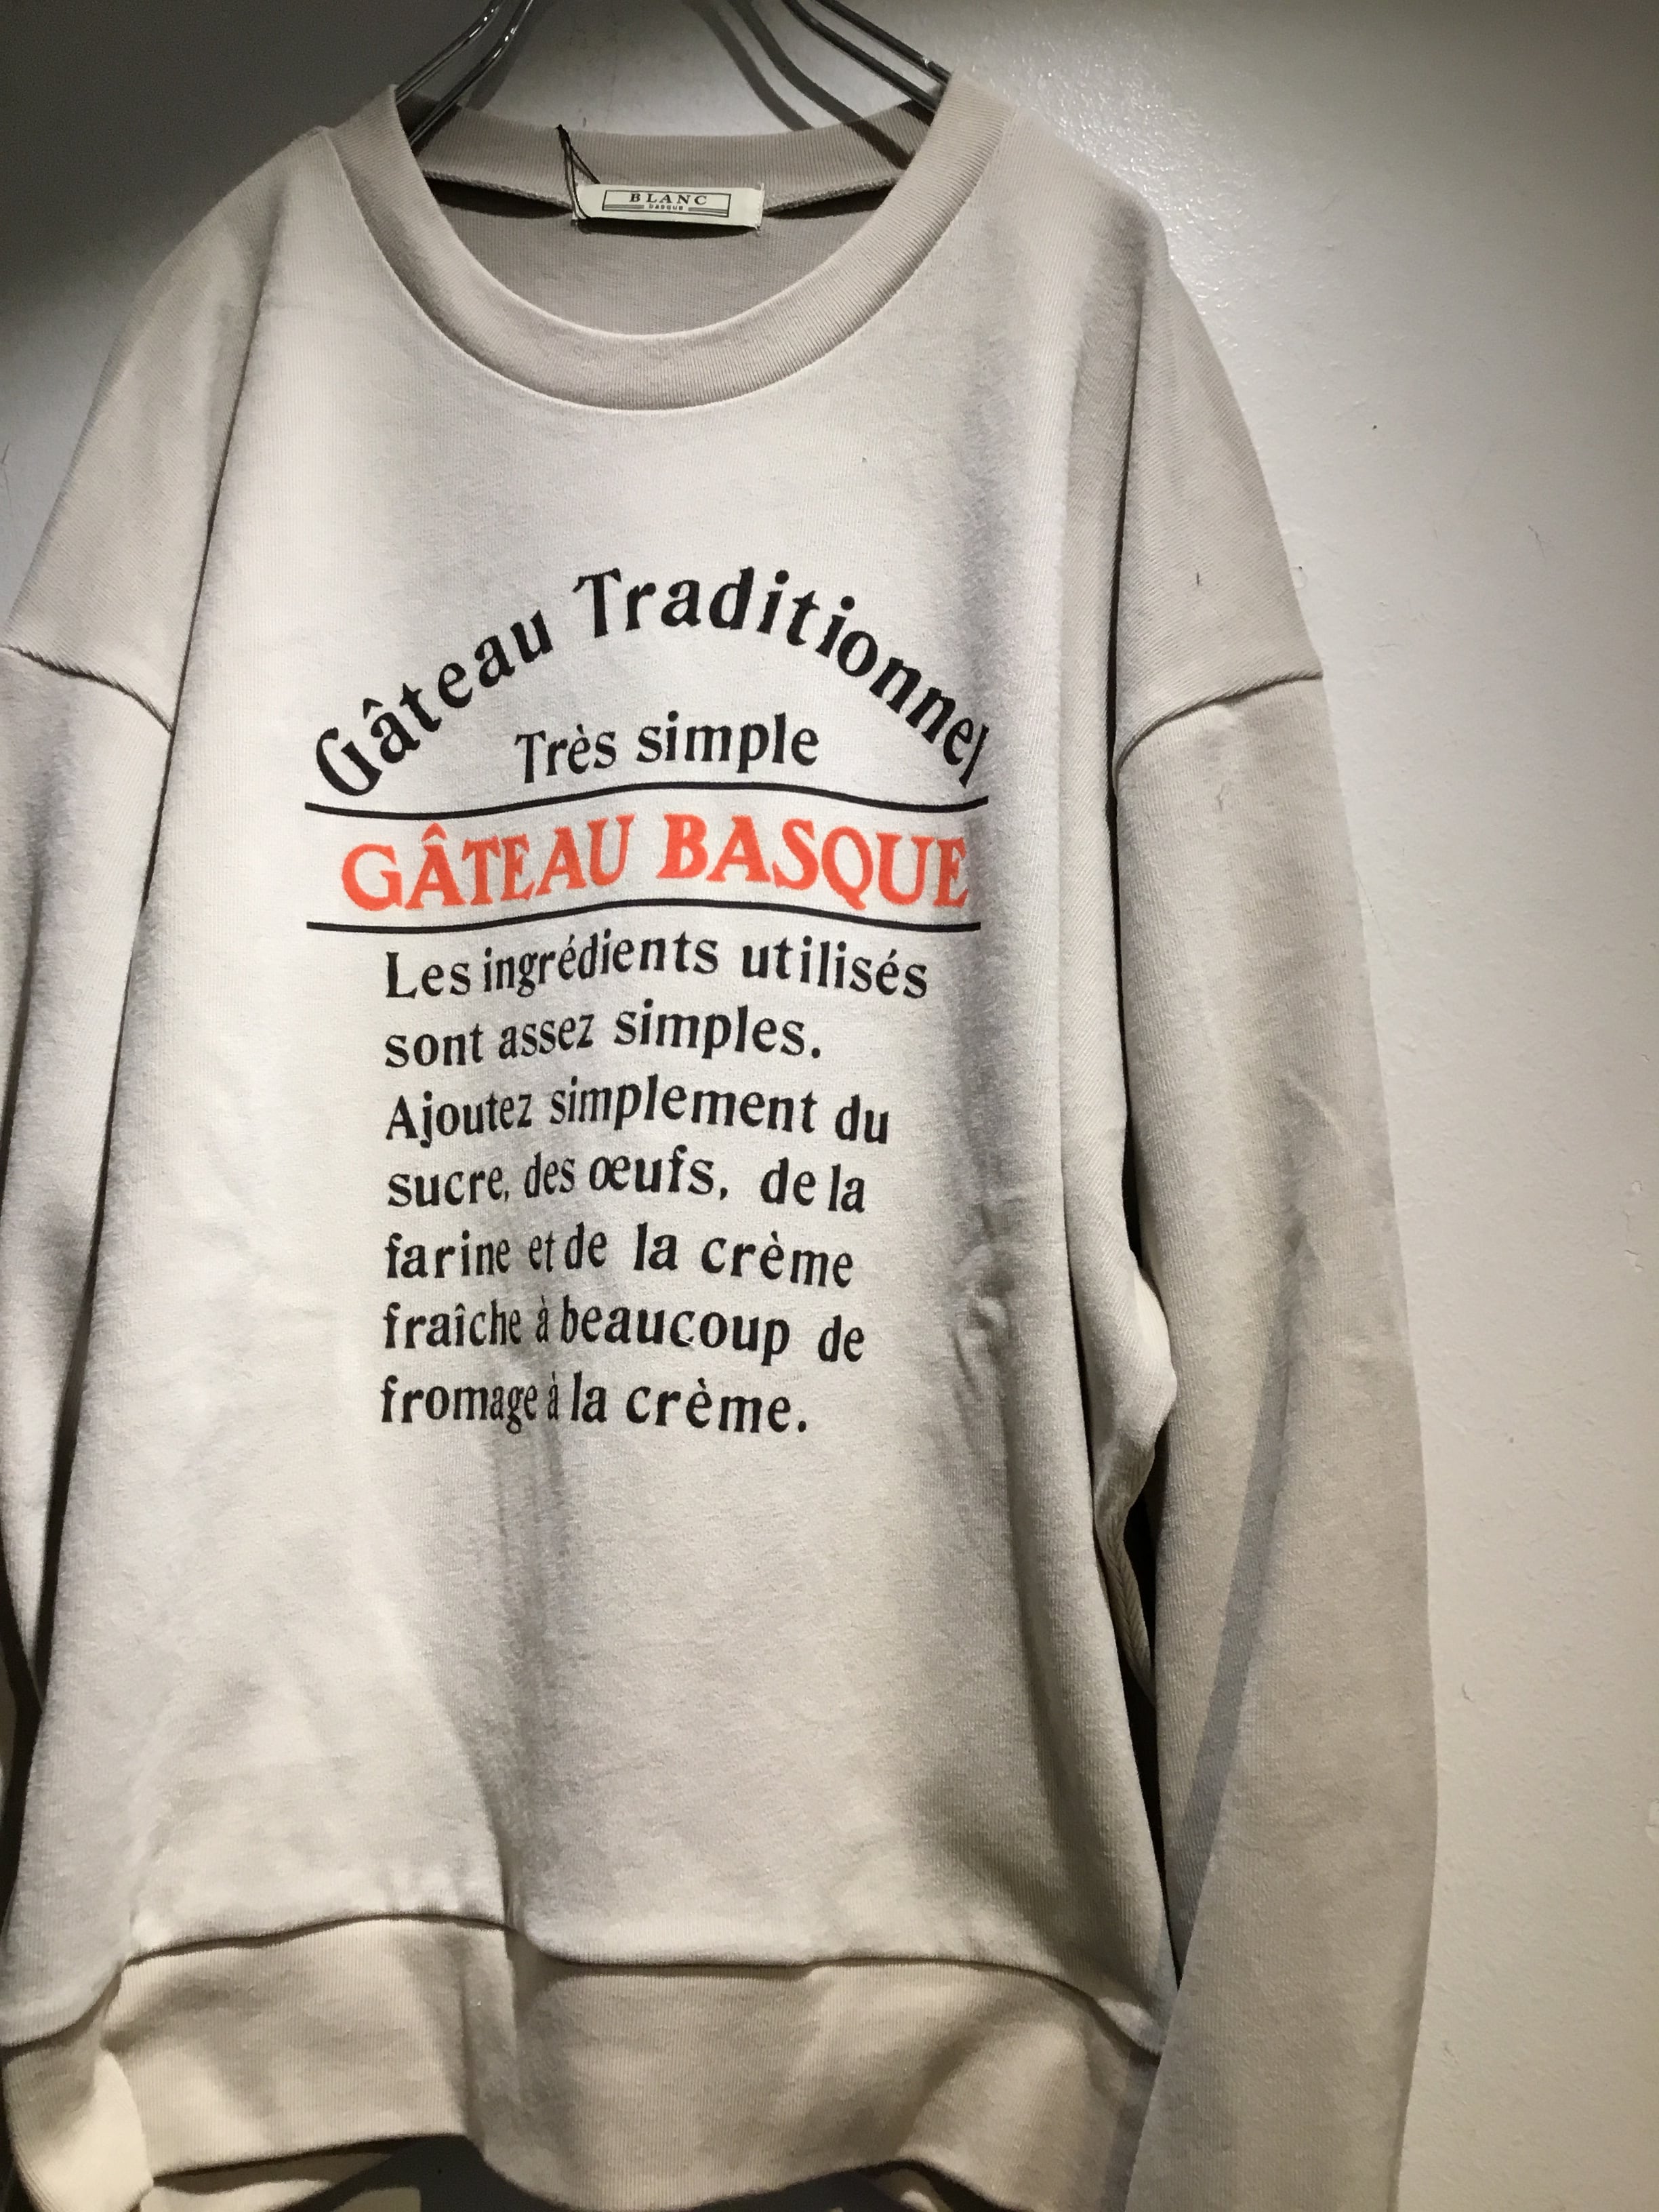 BLANC
basque
Gâteau Traditionnel
Très simple
GÂTEAU BASQUE
Les ingrédients utilisés
sont assez simples.
Ajoutez simplement du
sucre, des œufs, de la
farine et de la crème
fraîche à beaucoup de
fromage à la crème.